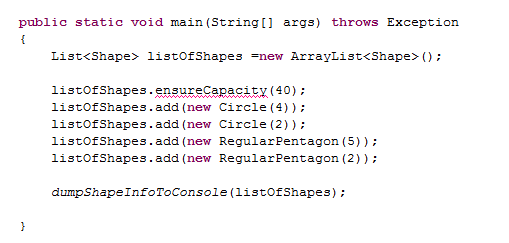 public static void main(String[] args) throws Exception
{
List<Shape> listOfShapes =new ArrayList<Shape>();
listOfShapes.ensureCapacity(40);
listOfShapes.add(new Circle(4));
listOfShapes.add(new Circle(2));
listOfShapes.add(new RegularPentagon(5));
listOfShapes.add(new RegularPentagon(2));
dumpShapeInfoToConsole(listOfShapes);
}